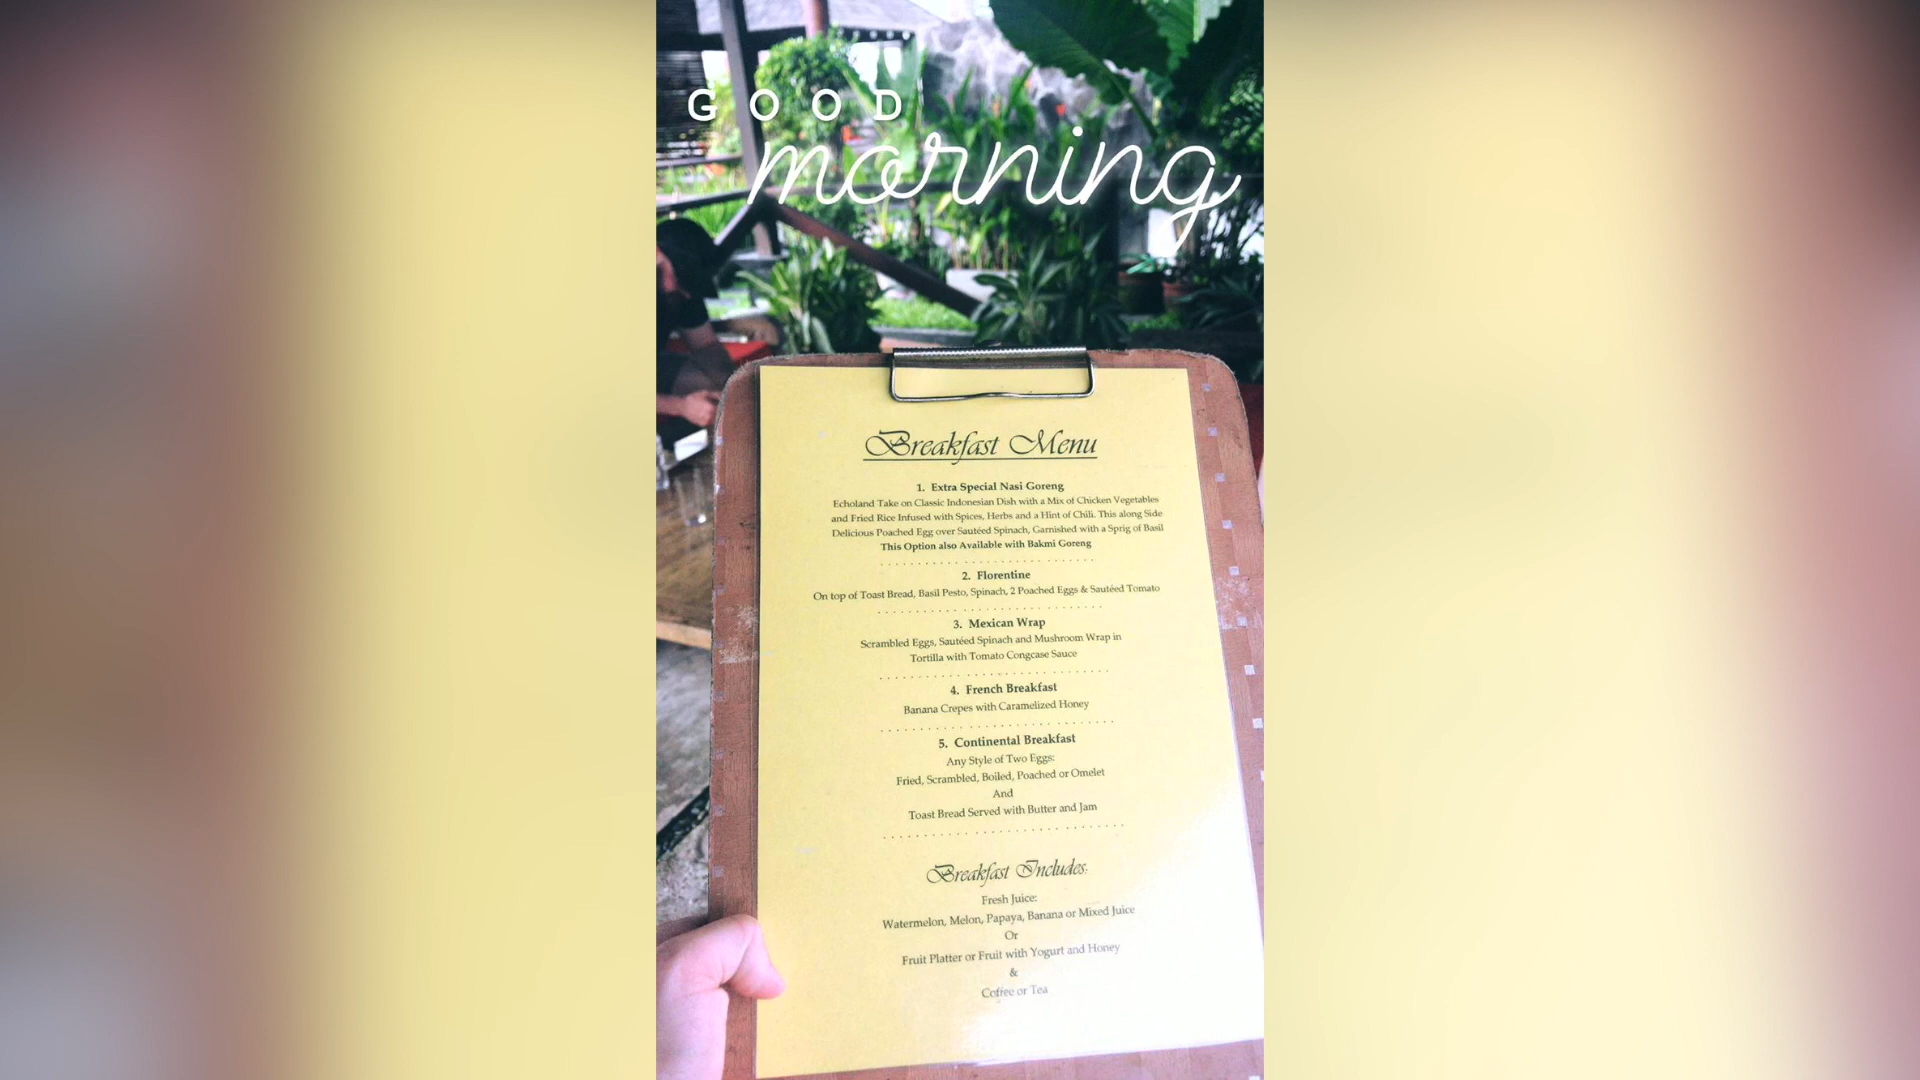 GOOD
morning
Breakfast Menu
1. Extra Special Nasi Goreng
Echoland Take on Classic Indonesian Dish with a Mix of Chicken Vegetables
and Fried Rice Infused with Spices, Herbs and a Hint of Chili. This along Side
Delicious Poached Egg over Sautéed Spinach, Garnished with a Sprig of Basil
This Option also Available with Bakmi Goreng
2. Florentine
On top of Toast Bread, Basil Pesto, Spinach, 2 Poached Eggs & Sautéed Tomato
3. Mexican Wrap
Scrambled Eggs, Sautéed Spinach and Mushroom Wrap in
Tortilla with Tomato Congcase Sauce
4. French Breakfast
Banana Crepes with Caramelized Honey
5. Continental Breakfast
Any Style of Two Eggs:
Fried, Scrambled, Boiled, Poached or Omelet
And
Toast Bread Served with Butter and Jam
Breakfast Includes:
Fresh Juice:
Watermelon, Melon, Papaya, Banana or Mixed Juice
Or
Fruit Platter or Fruit with Yogurt and Honey
&
Coffee or Tea